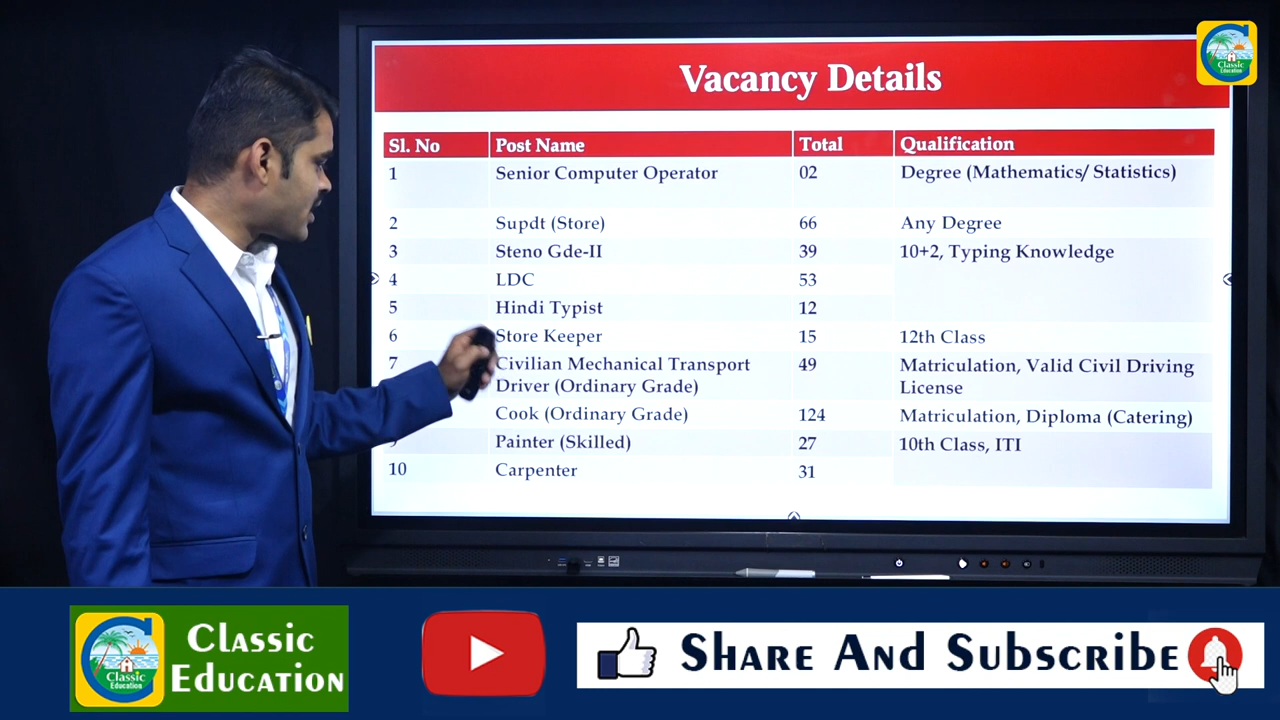 Classic
Education
Vacancy Details
Sl. No Post Name Total Qualification
1 Senior Computer Operator 02 Degree (Mathematics/ Statistics)
2 Supdt (Store) 66 Any Degree
3 Steno Gde-II 39 10+2, Typing Knowledge
4 LDC 53
5 Hindi Typist 12
6 Store Keeper 15 12th Class
7 Civilian Mechanical Transport 49 Matriculation, Valid Civil Driving
Driver (Ordinary Grade) License
Cook (Ordinary Grade) 124 Matriculation, Diploma (Catering)
Painter (Skilled) 27 10th Class, ITI
10 Carpenter 31
Classic
Education
Classic
Education
Share And Subscribe